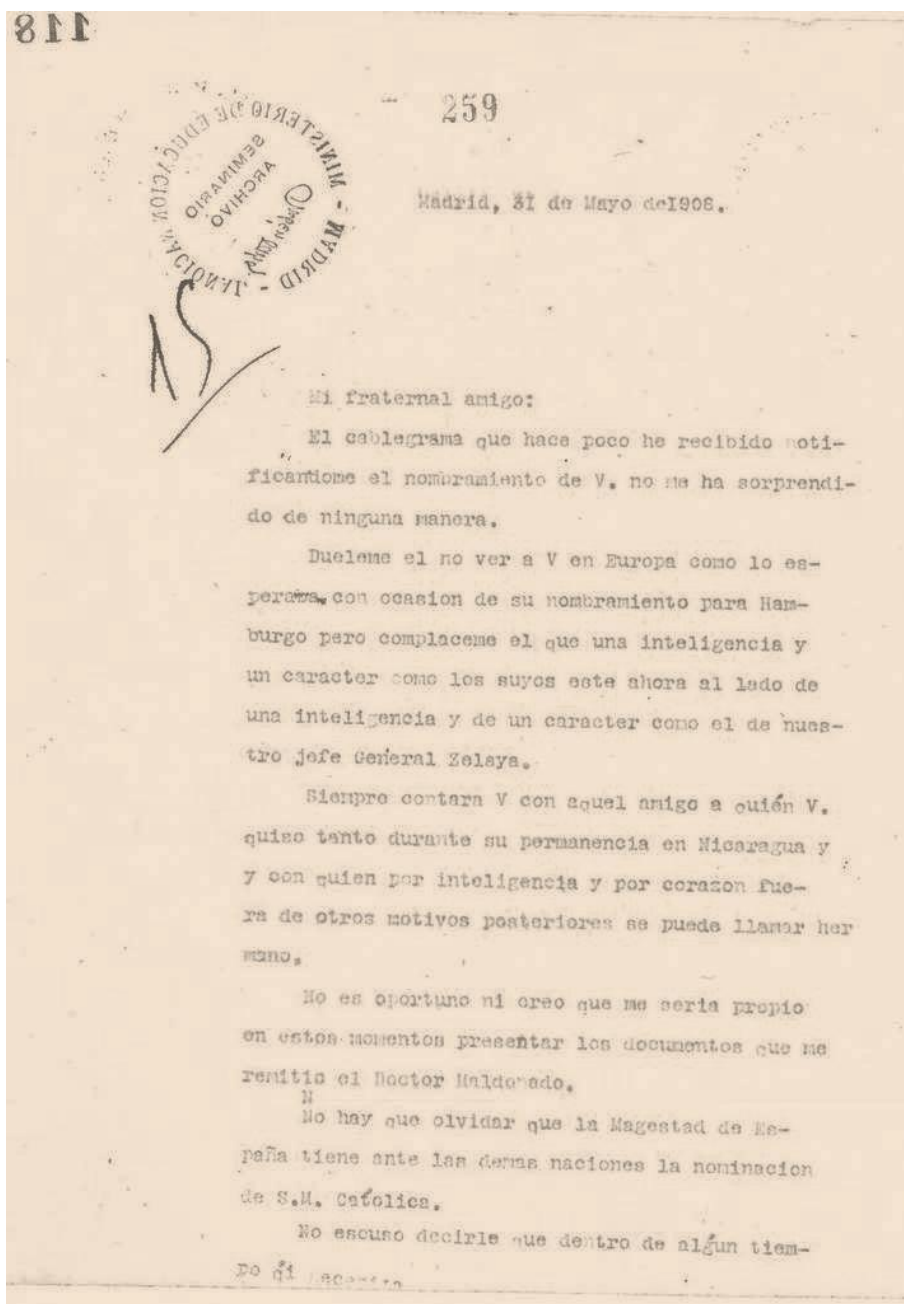 118
259
MINISTERIO DE EDUCACION NACIONAL - MADRID -
SEMINARIO
ARCHIVO
Madrid, 31 de Mayo de1908.
15
Mi fraternal amigo:
El cablegrama que hace poco he recibido noti-
ficandome el nombramiento de V. no me ha sorprendi-
do de ninguna manera.
Dueleme el no ver a V en Europa como lo es-
peraba, con ocasion de su nombramiento para Ham-
burgo pero complaceme el que una inteligencia y
un caracter como los suyos este ahora al lado de
una inteligencia y de un caracter como el de nues-
tro jefe General Zelaya.
Siempre contara V con aquel amigo a quién V.
quiso tanto durante su permanencia en Nicaragua y
y con quien por inteligencia y por corazon fue-
ra de otros motivos posteriores se puede llamar her
mano.
No es oportuno ni creo que me seria propio
en estos momentos presentar los documentos que me
remitio el Doctor Maldonado.
N
No hay que olvidar que la Magestad de Es-
paña tiene ante las demas naciones la nominacion
de S.M. Católica.
No escuso decirle que dentro de algún tiem-
po si